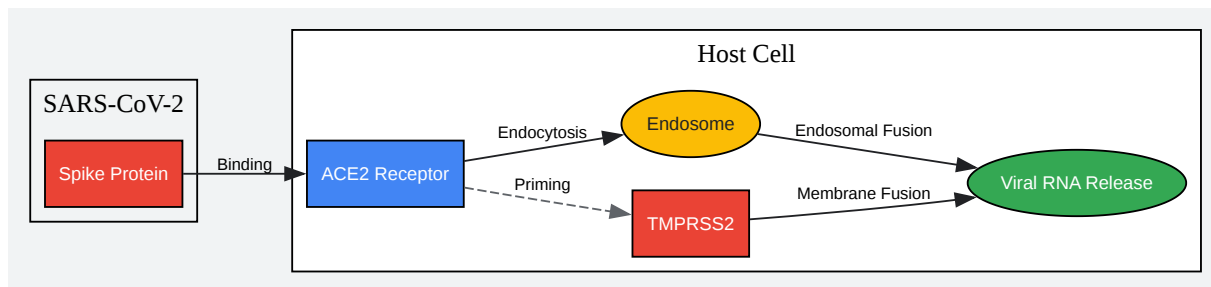 Host Cell
SARS-CoV-2
Spike Protein
Binding
ACE2 Receptor
Endocytosis
Priming
Endosome
TMPRSS2
Endosomal Fusion
Membrane Fusion
Viral RNA Release